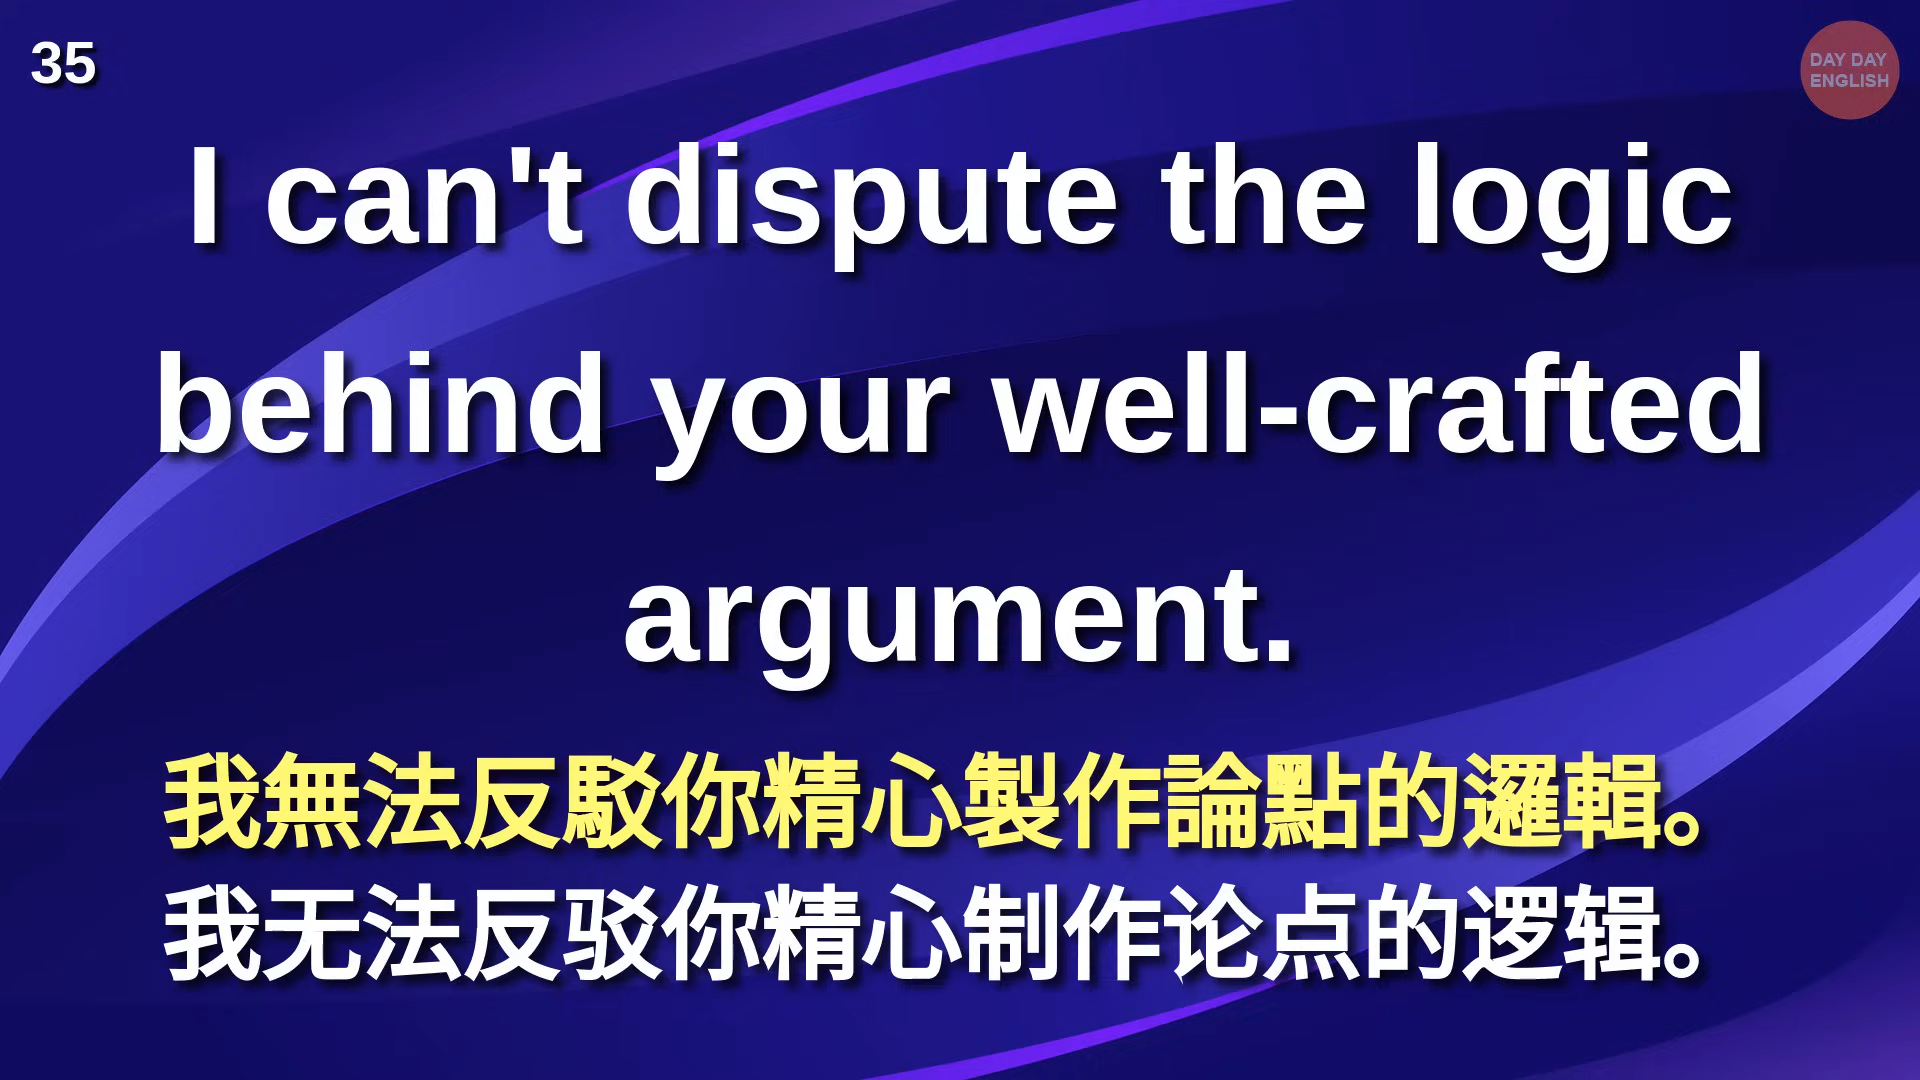 35
DAY DAY
ENGLISH
I can't dispute the logic
behind your well-crafted
argument.
我無法反駁你精心製作論點的邏輯。
我无法反驳你精心制作论点的逻辑。